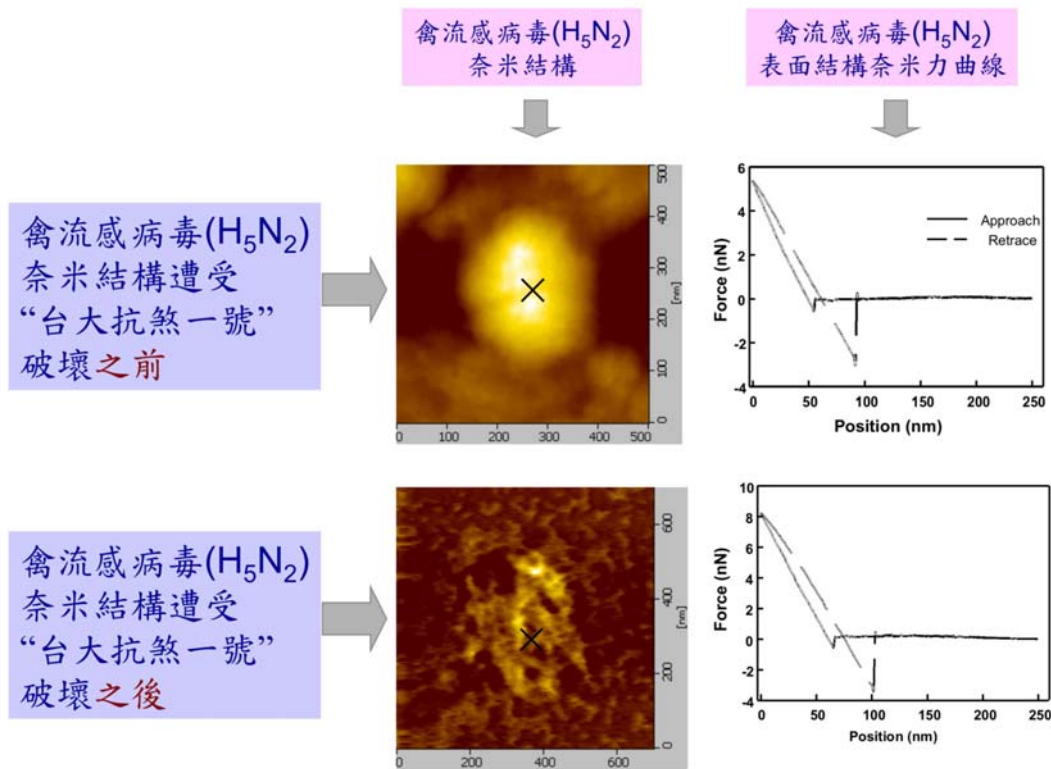 禽流感病毒(H5N2)
奈米結構
禽流感病毒(H5N2)
表面結構奈米力曲線
禽流感病毒(H5N2)
奈米結構遭受
“台大抗煞一號”
破壞之前
500
400
300
200
100
0
[nm]
0 100 200 300 400 500
6
4
2
0
-2
-4
Force (nN)
Approach
Retrace
0 50 100 150 200 250
Position (nm)
禽流感病毒(H5N2)
奈米結構遭受
“台大抗煞一號”
破壞之後
600
400
200
0
[nm]
200 400 600
10
8
6
4
2
0
-2
-4
Force (nN)
0 50 100 150 200 250
Position (nm)